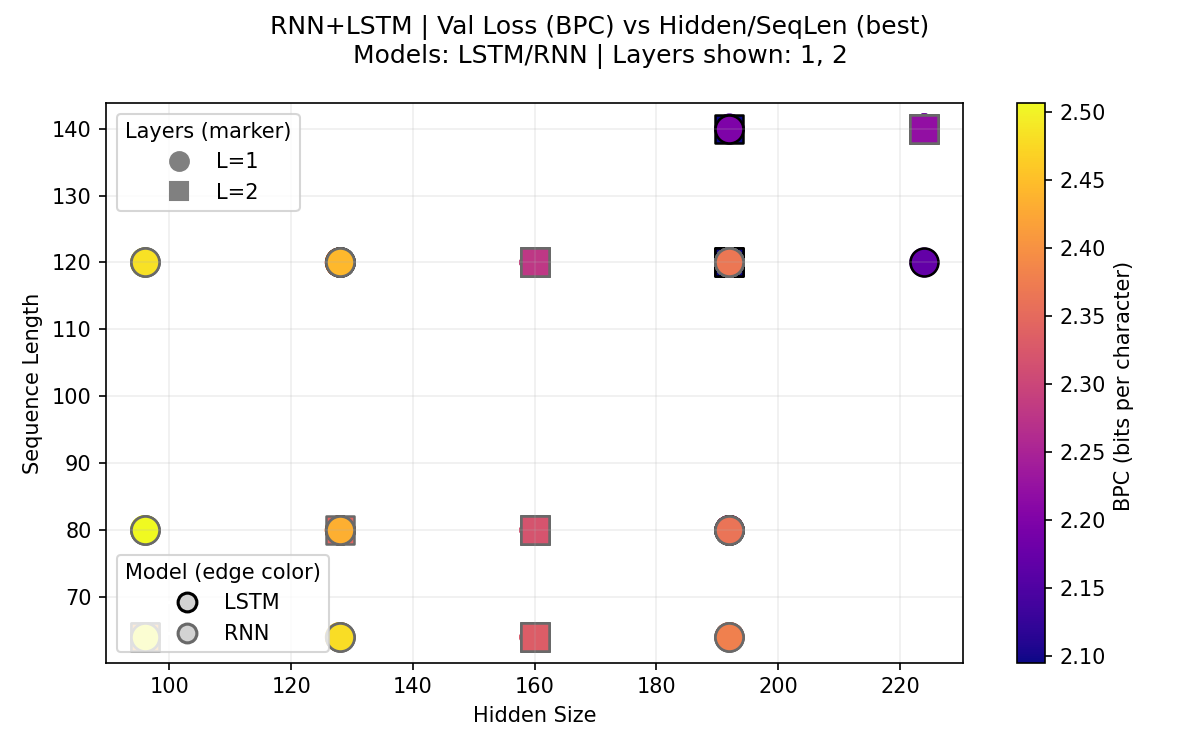 RNN+LSTM | Val Loss (BPC) vs Hidden/SeqLen (best)
Models: LSTM/RNN | Layers shown: 1, 2
Layers (marker)
L=1
L=2
Model (edge color)
LSTM
RNN
Sequence Length
140
130
120
110
100
90
80
70
100
120
140
160
180
200
220
Hidden Size
2.50
2.45
2.40
2.35
2.30
2.25
2.20
2.15
2.10
BPC (bits per character)